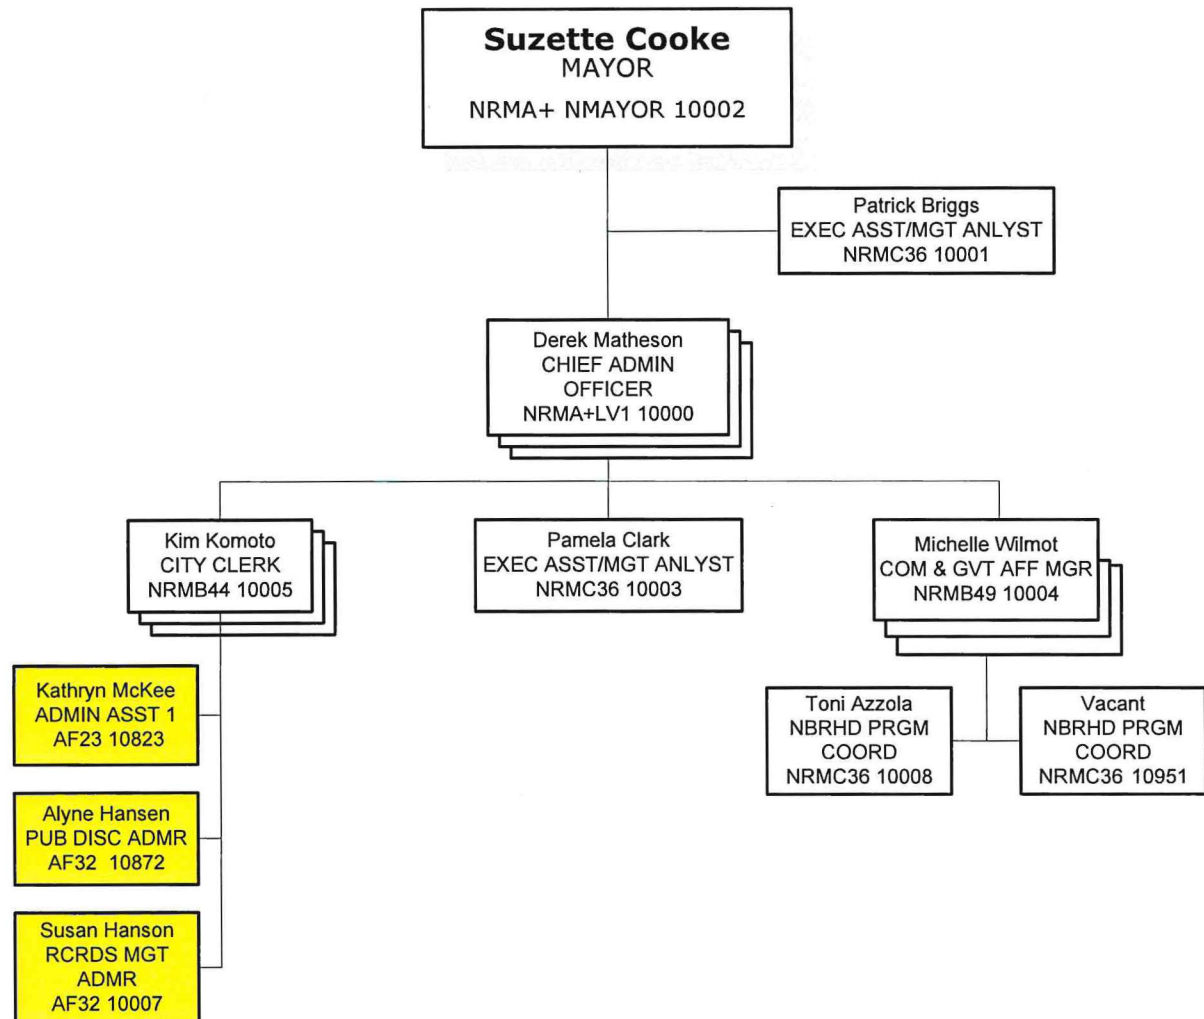 Suzette Cooke
MAYOR
NRMA+ NMAYOR 10002
Patrick Briggs
EXEC ASST/MGT ANLYST
NRMC36 10001
Derek Matheson
CHIEF ADMIN
OFFICER
NRMA+LV1 10000
Kim Komoto
CITY CLERK
NRMB44 10005
Pamela Clark
EXEC ASST/MGT ANLYST
NRMC36 10003
Michelle Wilmot
COM & GVT AFF MGR
NRMB49 10004
Kathryn McKee
ADMIN ASST 1
AF23 10823
Alyne Hansen
PUB DISC ADMR
AF32 10872
Susan Hanson
RCRDS MGT
ADMR
AF32 10007
Toni Azzola
NBRHD PRGM
COORD
NRMC36 10008
Vacant
NBRHD PRGM
COORD
NRMC36 10951